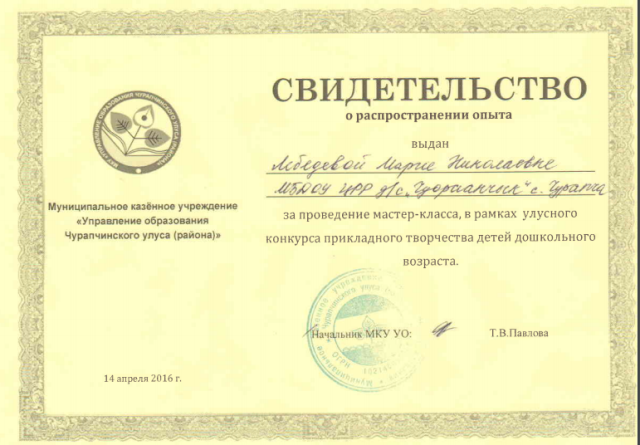 СВИДЕТЕЛЬСТВО
о распространении опыта
выдан
Лебедевой Марие Николаевне
МБДОУ ЦРР д/с с. Чурапча
за проведение мастер-класса, в рамках улусного
конкурса прикладного творчества детей дошкольного
возраста.
Муниципальное казённое учреждение
«Управление образования
Чурапчинского улуса (района)»
Начальник МКУ УО:
Т.В.Павлова
14 апреля 2016 г.